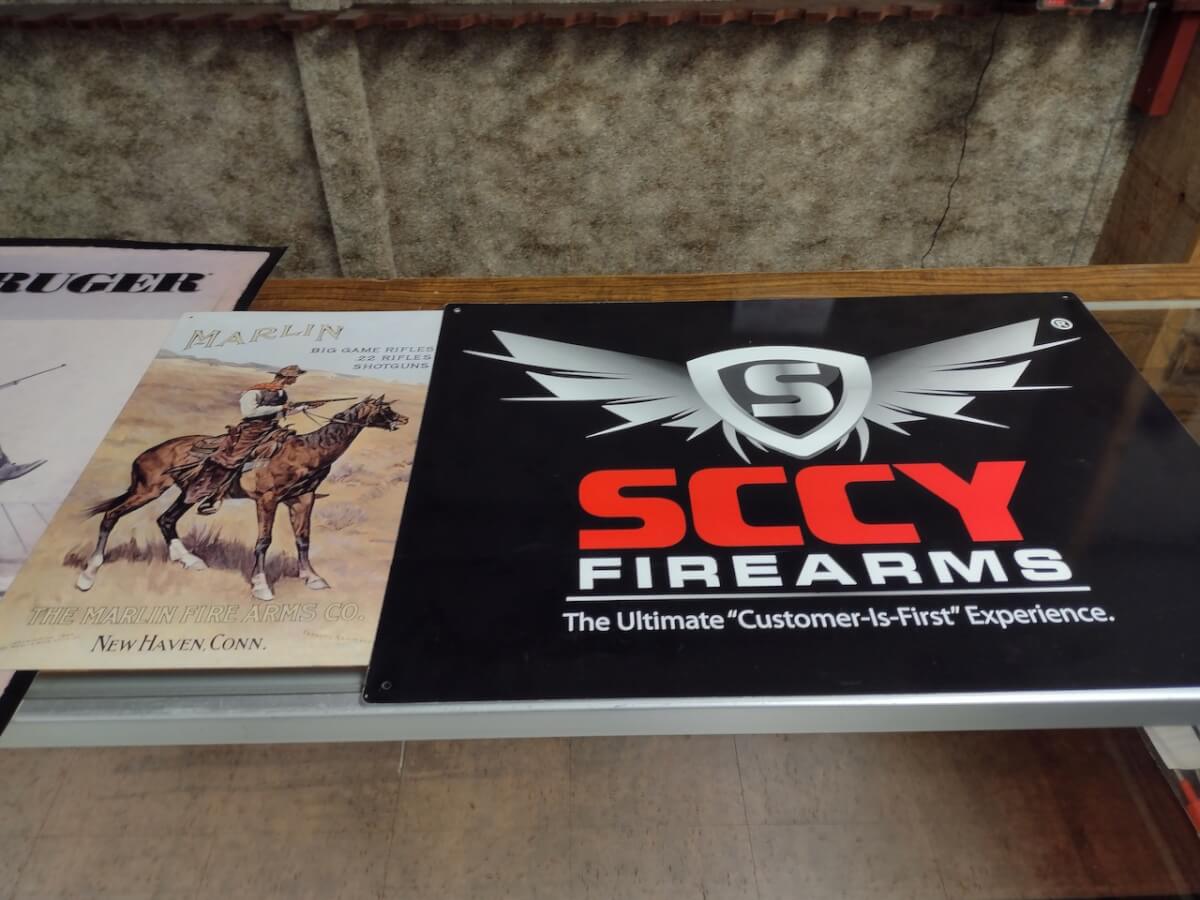 RUGER
MARLIN
BIG GAME RIFLES
22 RIFLES
SHOTGUNS
THE MARLIN FIRE ARMS CO.
NEW HAVEN, CONN.
S
®
SCCY
FIREARMS
The Ultimate "Customer-Is-First" Experience.